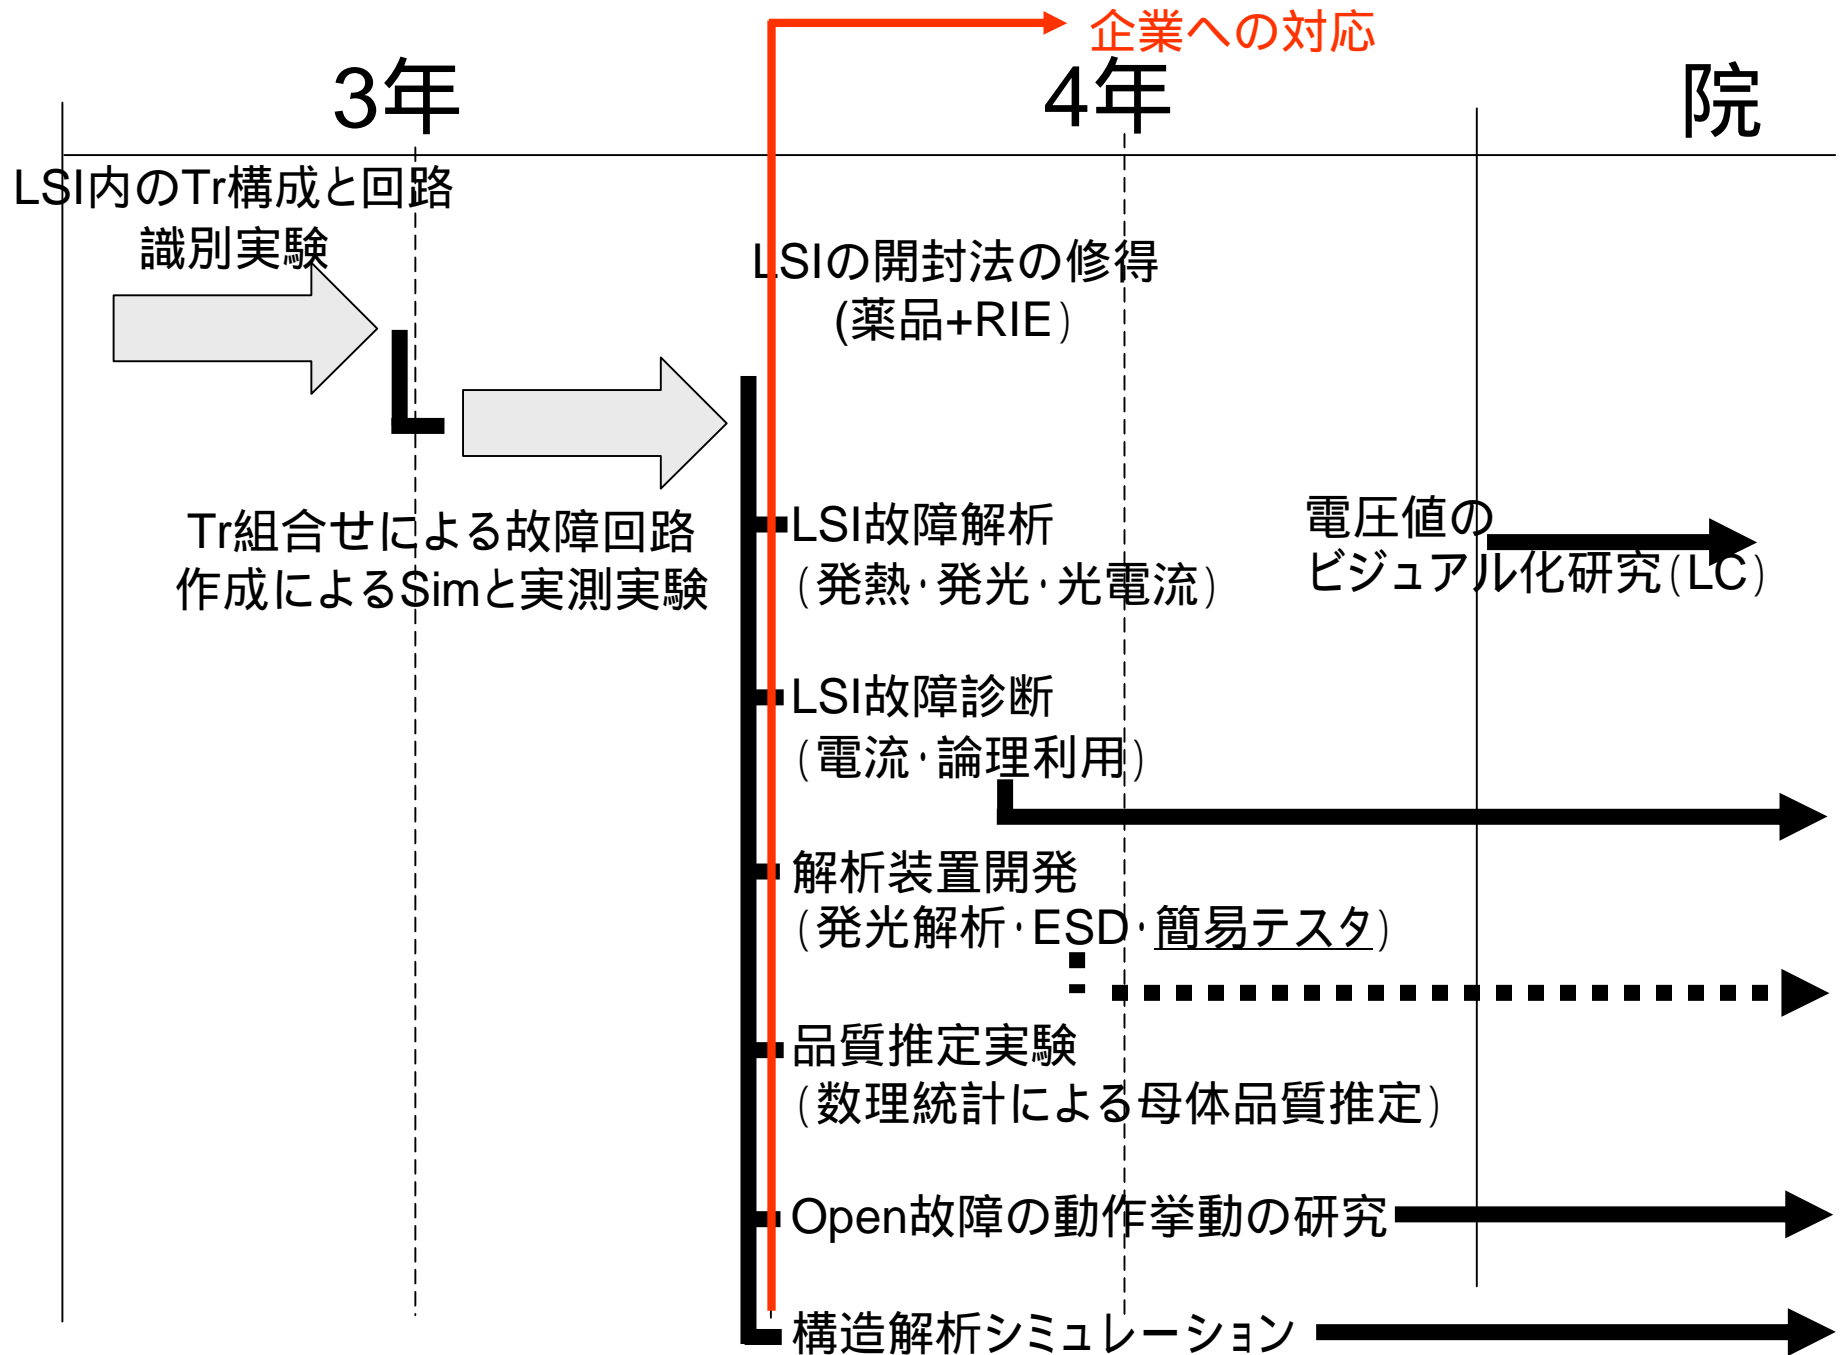 企業への対応
3年
4年
院
LSI内のTr構成と回路
識別実験
LSIの開封法の修得
(薬品+RIE)
Tr組合せによる故障回路
作成によるSimと実測実験
LSI故障解析
(発熱・発光・光電流)
電圧値の
ビジュアル化研究(LC)
LSI故障診断
(電流・論理利用)
解析装置開発
(発光解析・ESD・簡易テスタ)
品質推定実験
(数理統計による母体品質推定)
Open故障の動作挙動の研究
構造解析シミュレーション